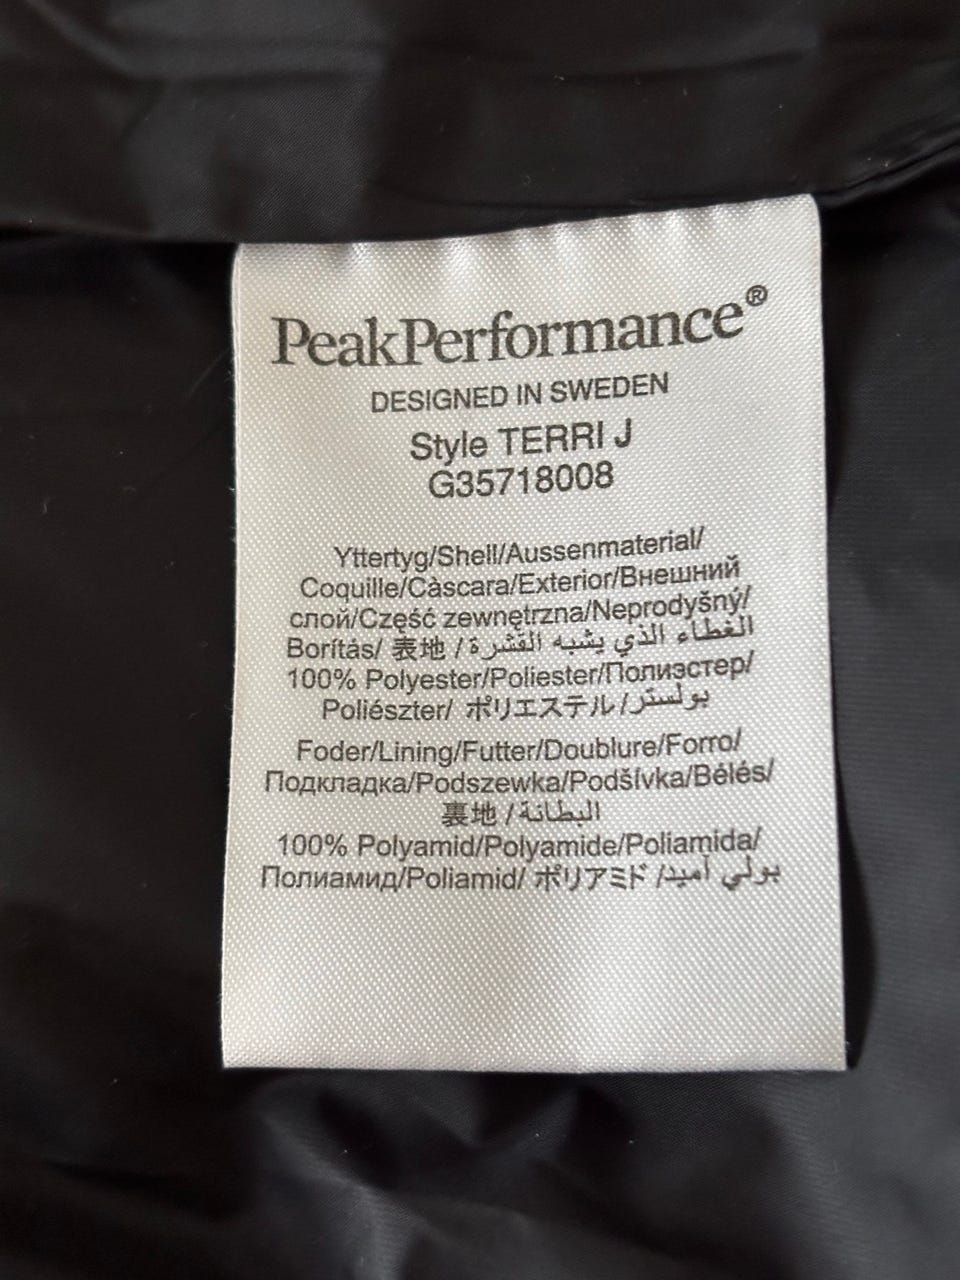 PeakPerformance®
DESIGNED IN SWEDEN
Style TERRI J
G35718008
Yttertyg/Shell/Aussenmaterial/
Coquille/Càscara/Exterior/Внешний
слой/Część zewnętrzna/Neprodyšný/
Borítás/ 表地 / الغطاء الذي يشبه القشرة
100% Polyester/Poliester/Полиэстер/
Poliészter/ ポリエステル / بولستر
Foder/Lining/Futter/Doublure/Forro/
Подкладка/Podszewka/Podšívka/Bélés/
裏地 / البطانة
100% Polyamid/Polyamide/Poliamida/
Полиамид/Poliamid/ ポリアミド / بولي أميد